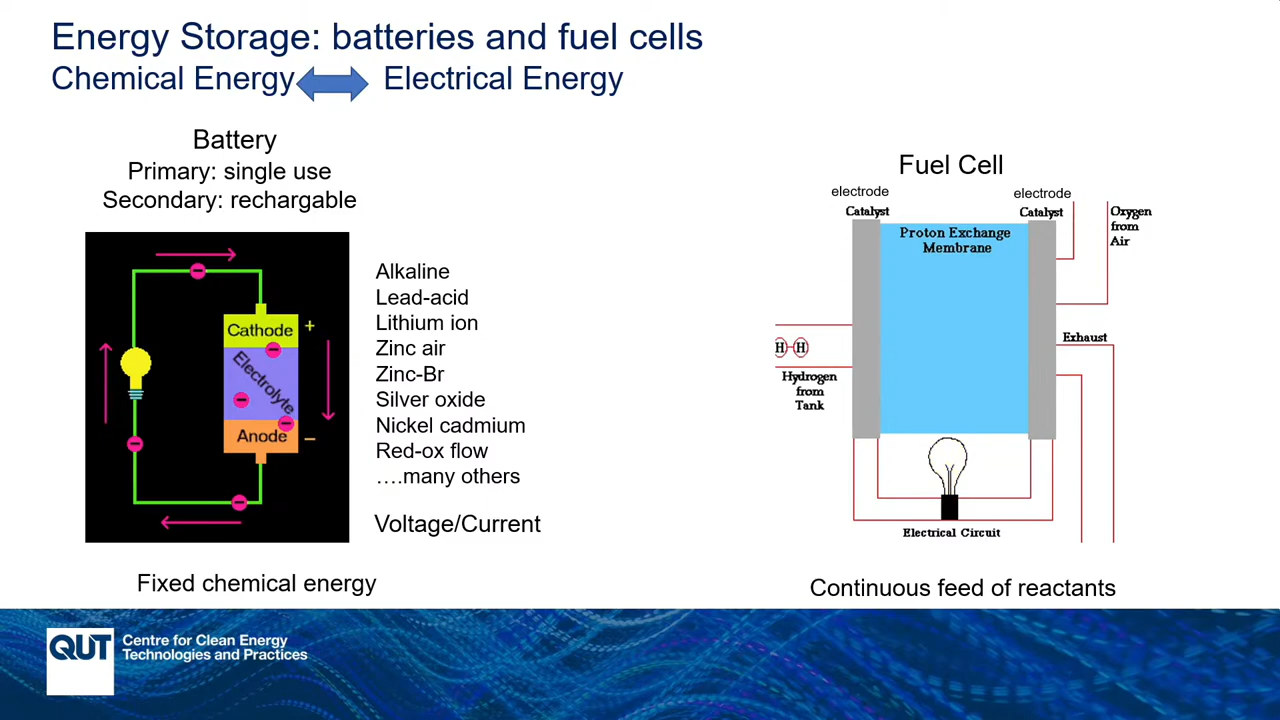 Energy Storage: batteries and fuel cells
Chemical Energy Electrical Energy
Battery
Primary: single use
Secondary: rechargable
Cathode +
Electrolyte
Anode –
Alkaline
Lead-acid
Lithium ion
Zinc air
Zinc-Br
Silver oxide
Nickel cadmium
Red-ox flow
….many others
Voltage/Current
Fixed chemical energy
Fuel Cell
electrode
Catalyst
electrode
Catalyst
Proton Exchange
Membrane
Oxygen
from
Air
H H
Hydrogen
from
Tank
Exhaust
Electrical Circuit
Continuous feed of reactants
QUT
Centre for Clean Energy
Technologies and Practices